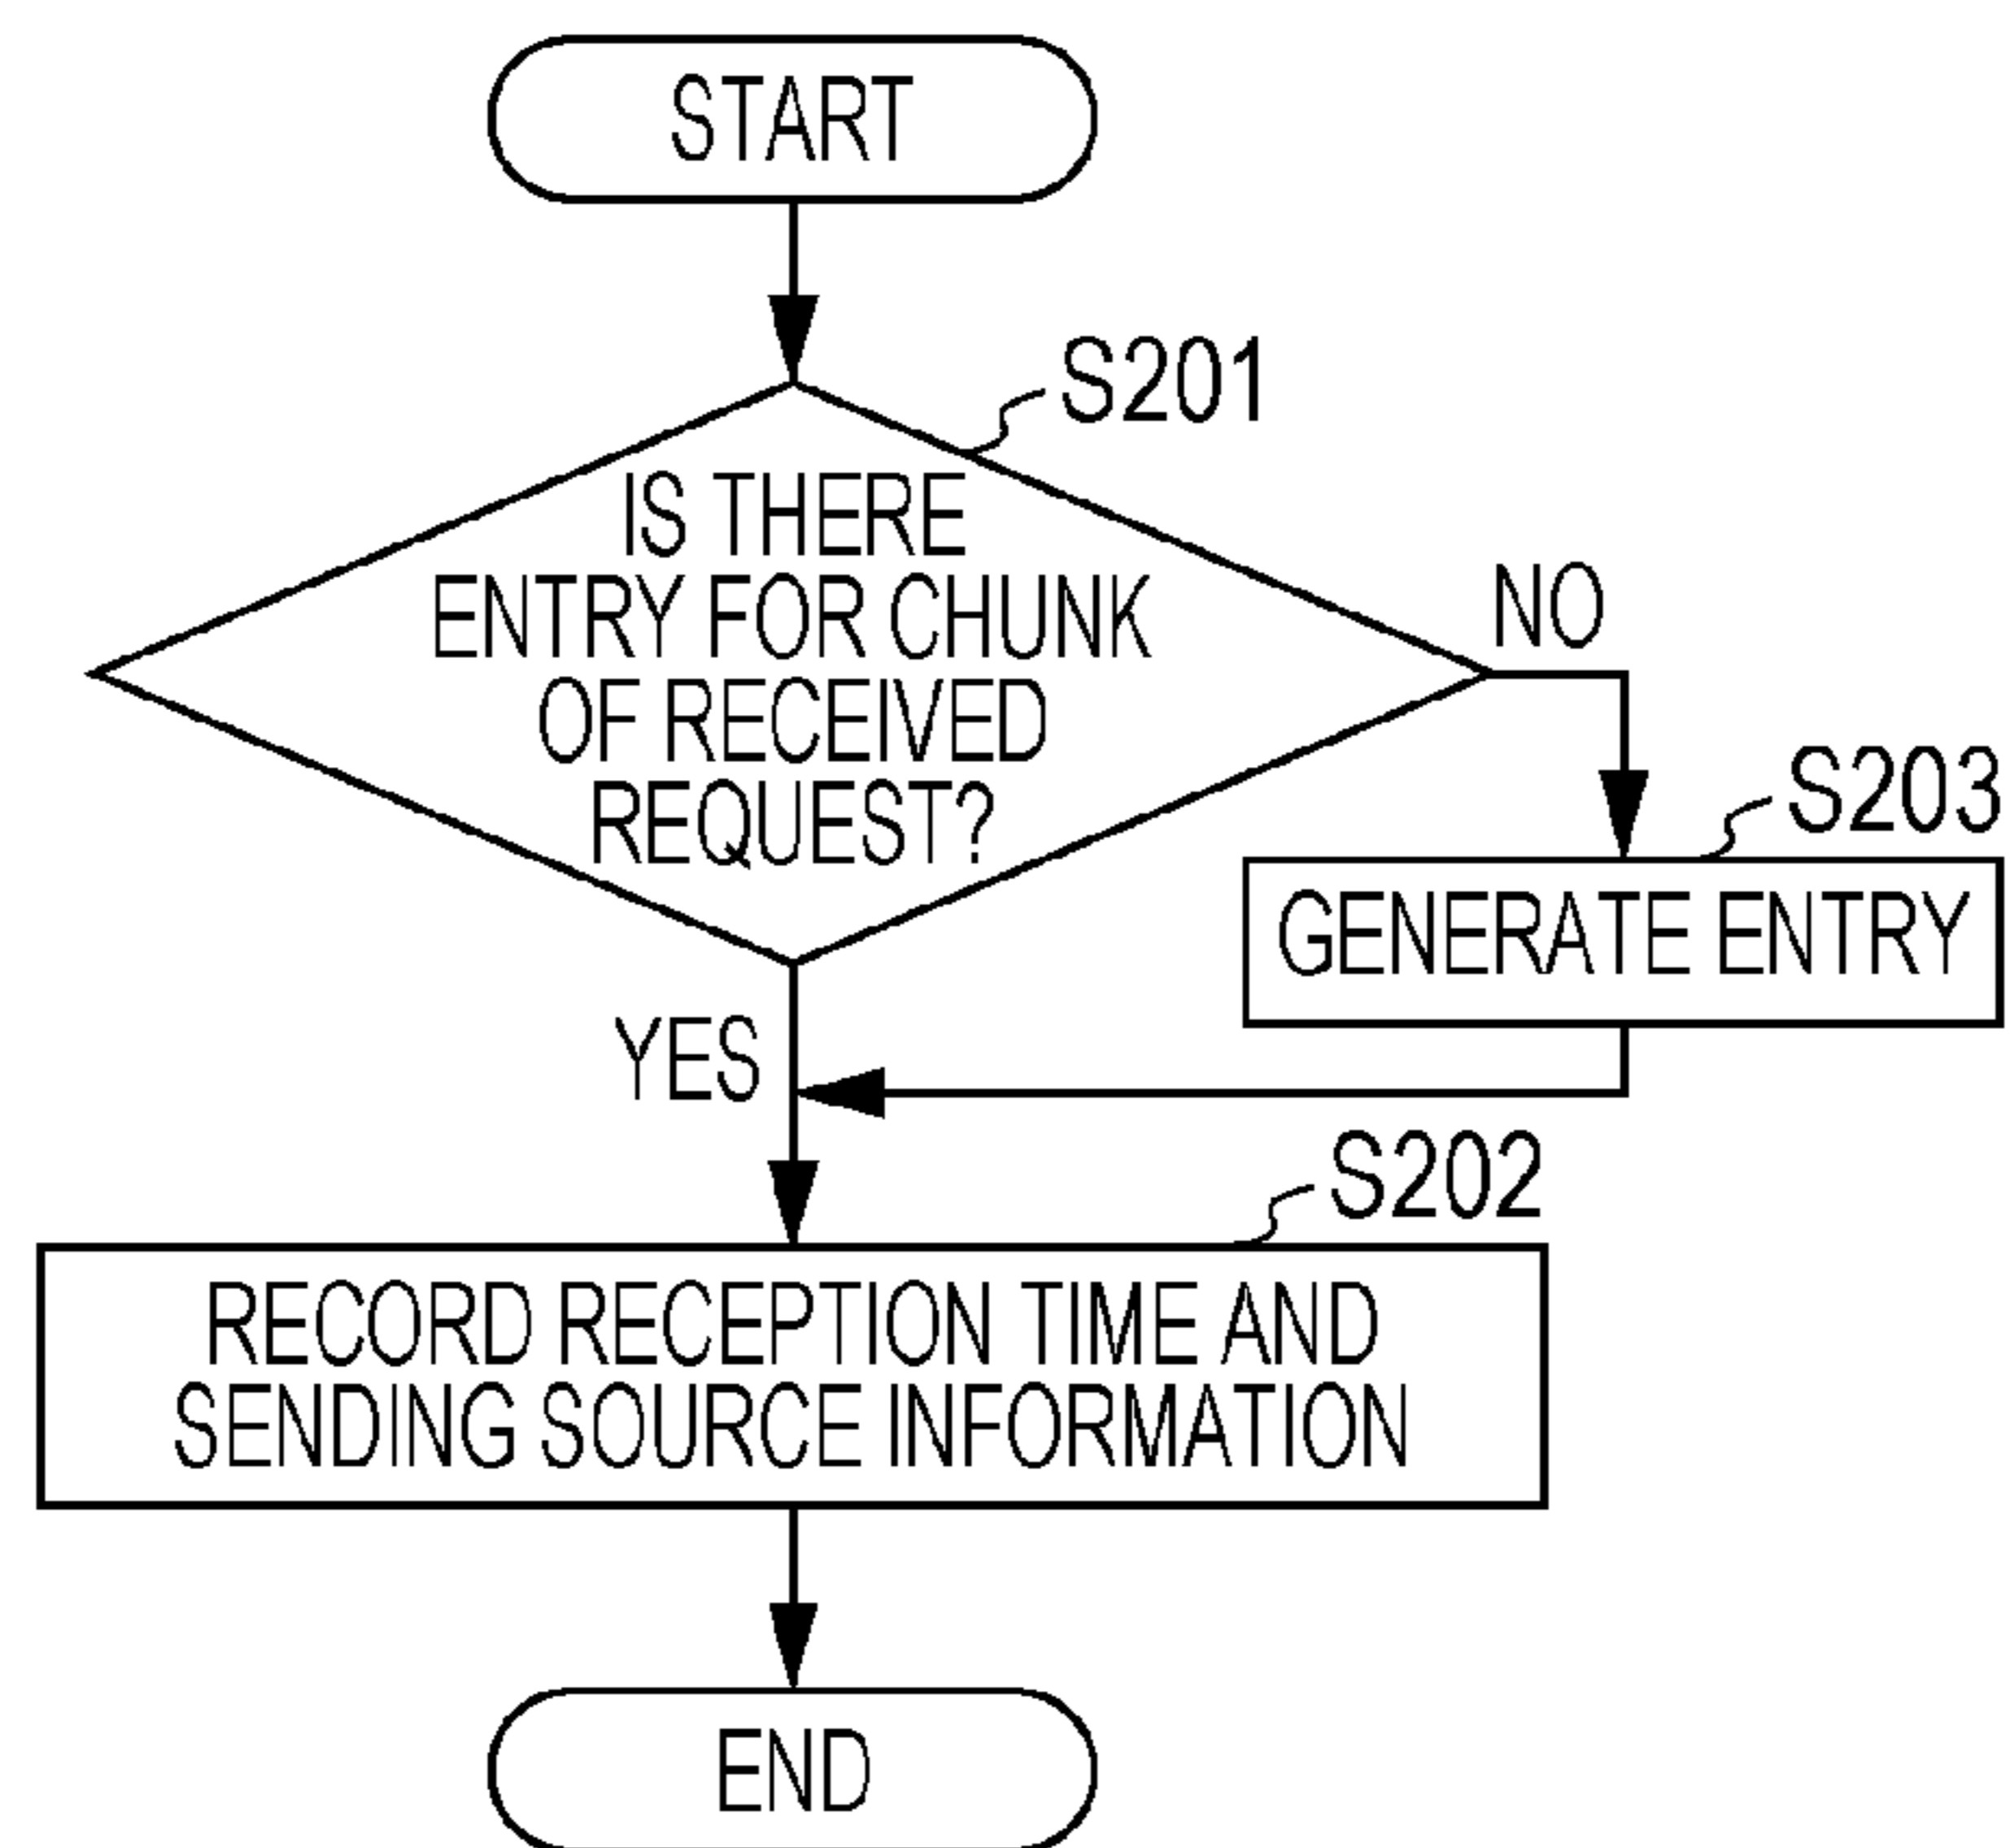 START
S201
IS THERE
ENTRY FOR CHUNK
OF RECEIVED
REQUEST?
NO
S203
GENERATE ENTRY
YES
S202
RECORD RECEPTION TIME AND
SENDING SOURCE INFORMATION
END